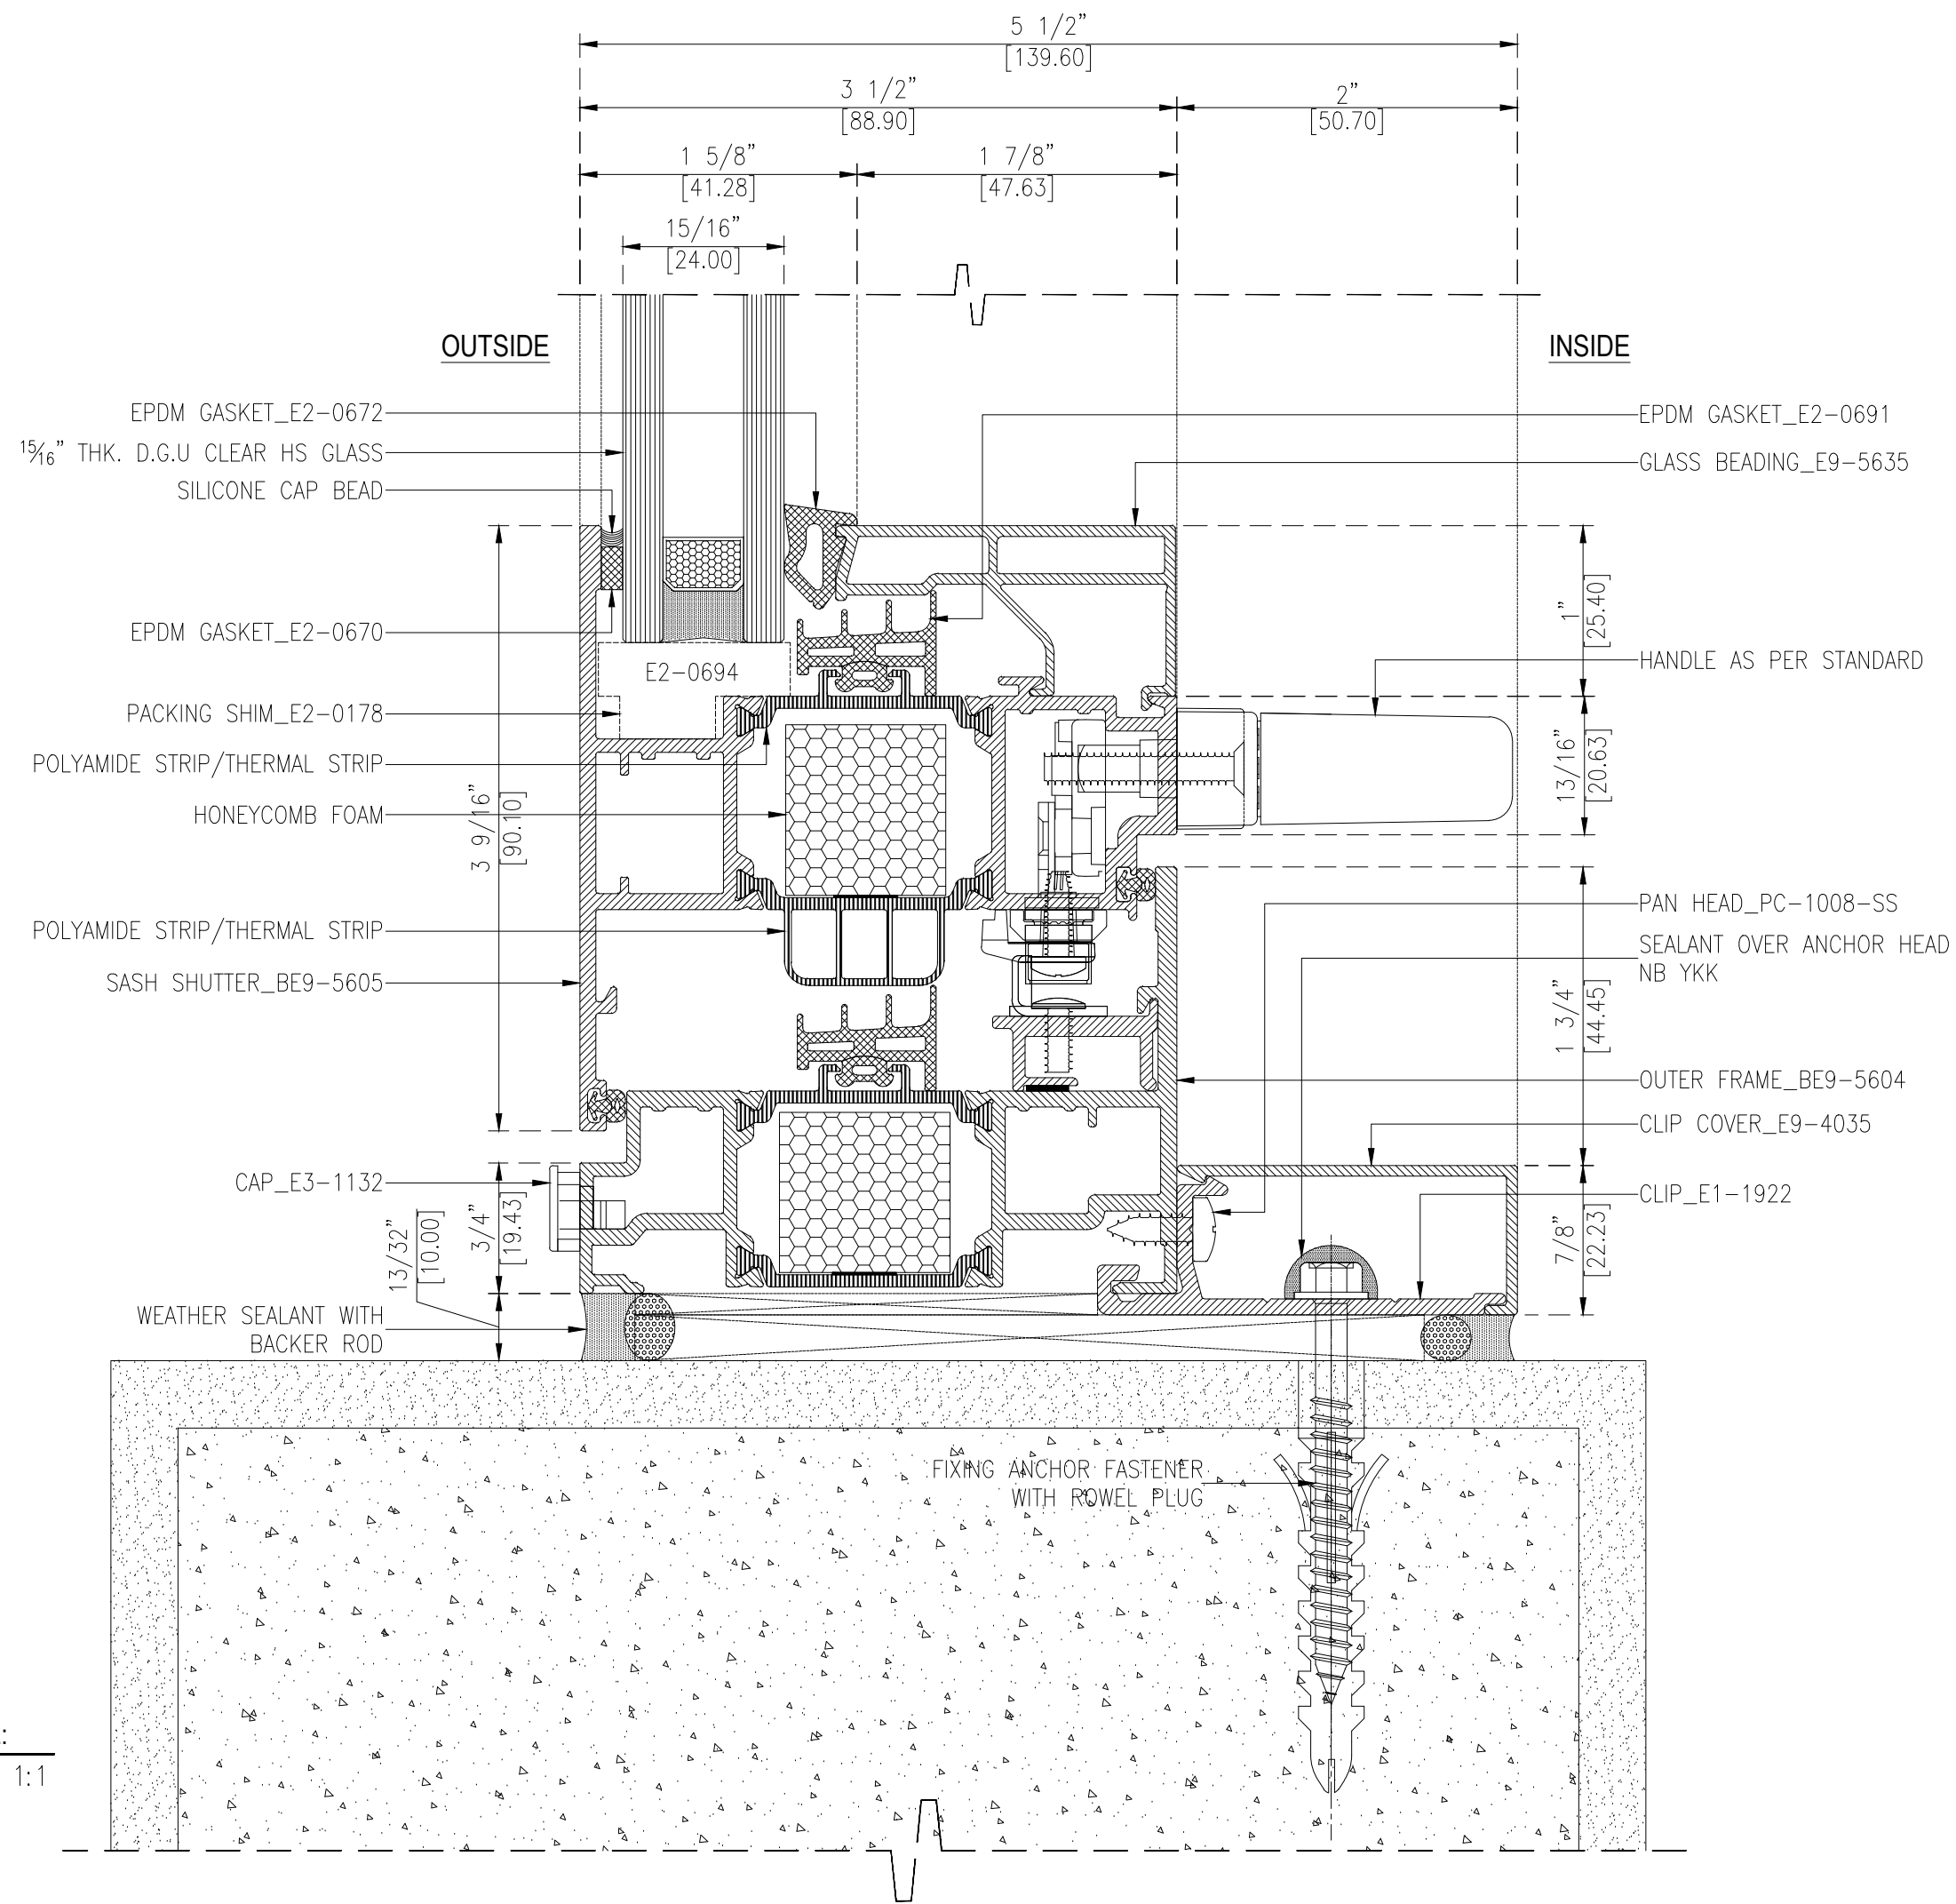 5 1/2"
[139.60]
3 1/2"
[88.90]
2"
[50.70]
1 5/8"
[41.28]
1 7/8"
[47.63]
15/16"
[24.00]
OUTSIDE
INSIDE
EPDM GASKET_E2-0672
15/16" THK. D.G.U CLEAR HS GLASS
SILICONE CAP BEAD
EPDM GASKET_E2-0670
E2-0694
PACKING SHIM_E2-0178
POLYAMIDE STRIP/THERMAL STRIP
HONEYCOMB FOAM
3 9/16"
[90.10]
POLYAMIDE STRIP/THERMAL STRIP
SASH SHUTTER_BE9-5605
CAP_E3-1132
3/4"
[19.43]
13/32"
[10.00]
WEATHER SEALANT WITH
BACKER ROD
EPDM GASKET_E2-0691
GLASS BEADING_E9-5635
1"
[25.40]
HANDLE AS PER STANDARD
13/16"
[20.63]
PAN HEAD_PC-1008-SS
SEALANT OVER ANCHOR HEAD
NB YKK
1 3/4"
[44.45]
OUTER FRAME_BE9-5604
CLIP COVER_E9-4035
CLIP_E1-1922
7/8"
[22.23]
FIXING ANCHOR FASTENER
WITH ROWEL PLUG
:
1:1